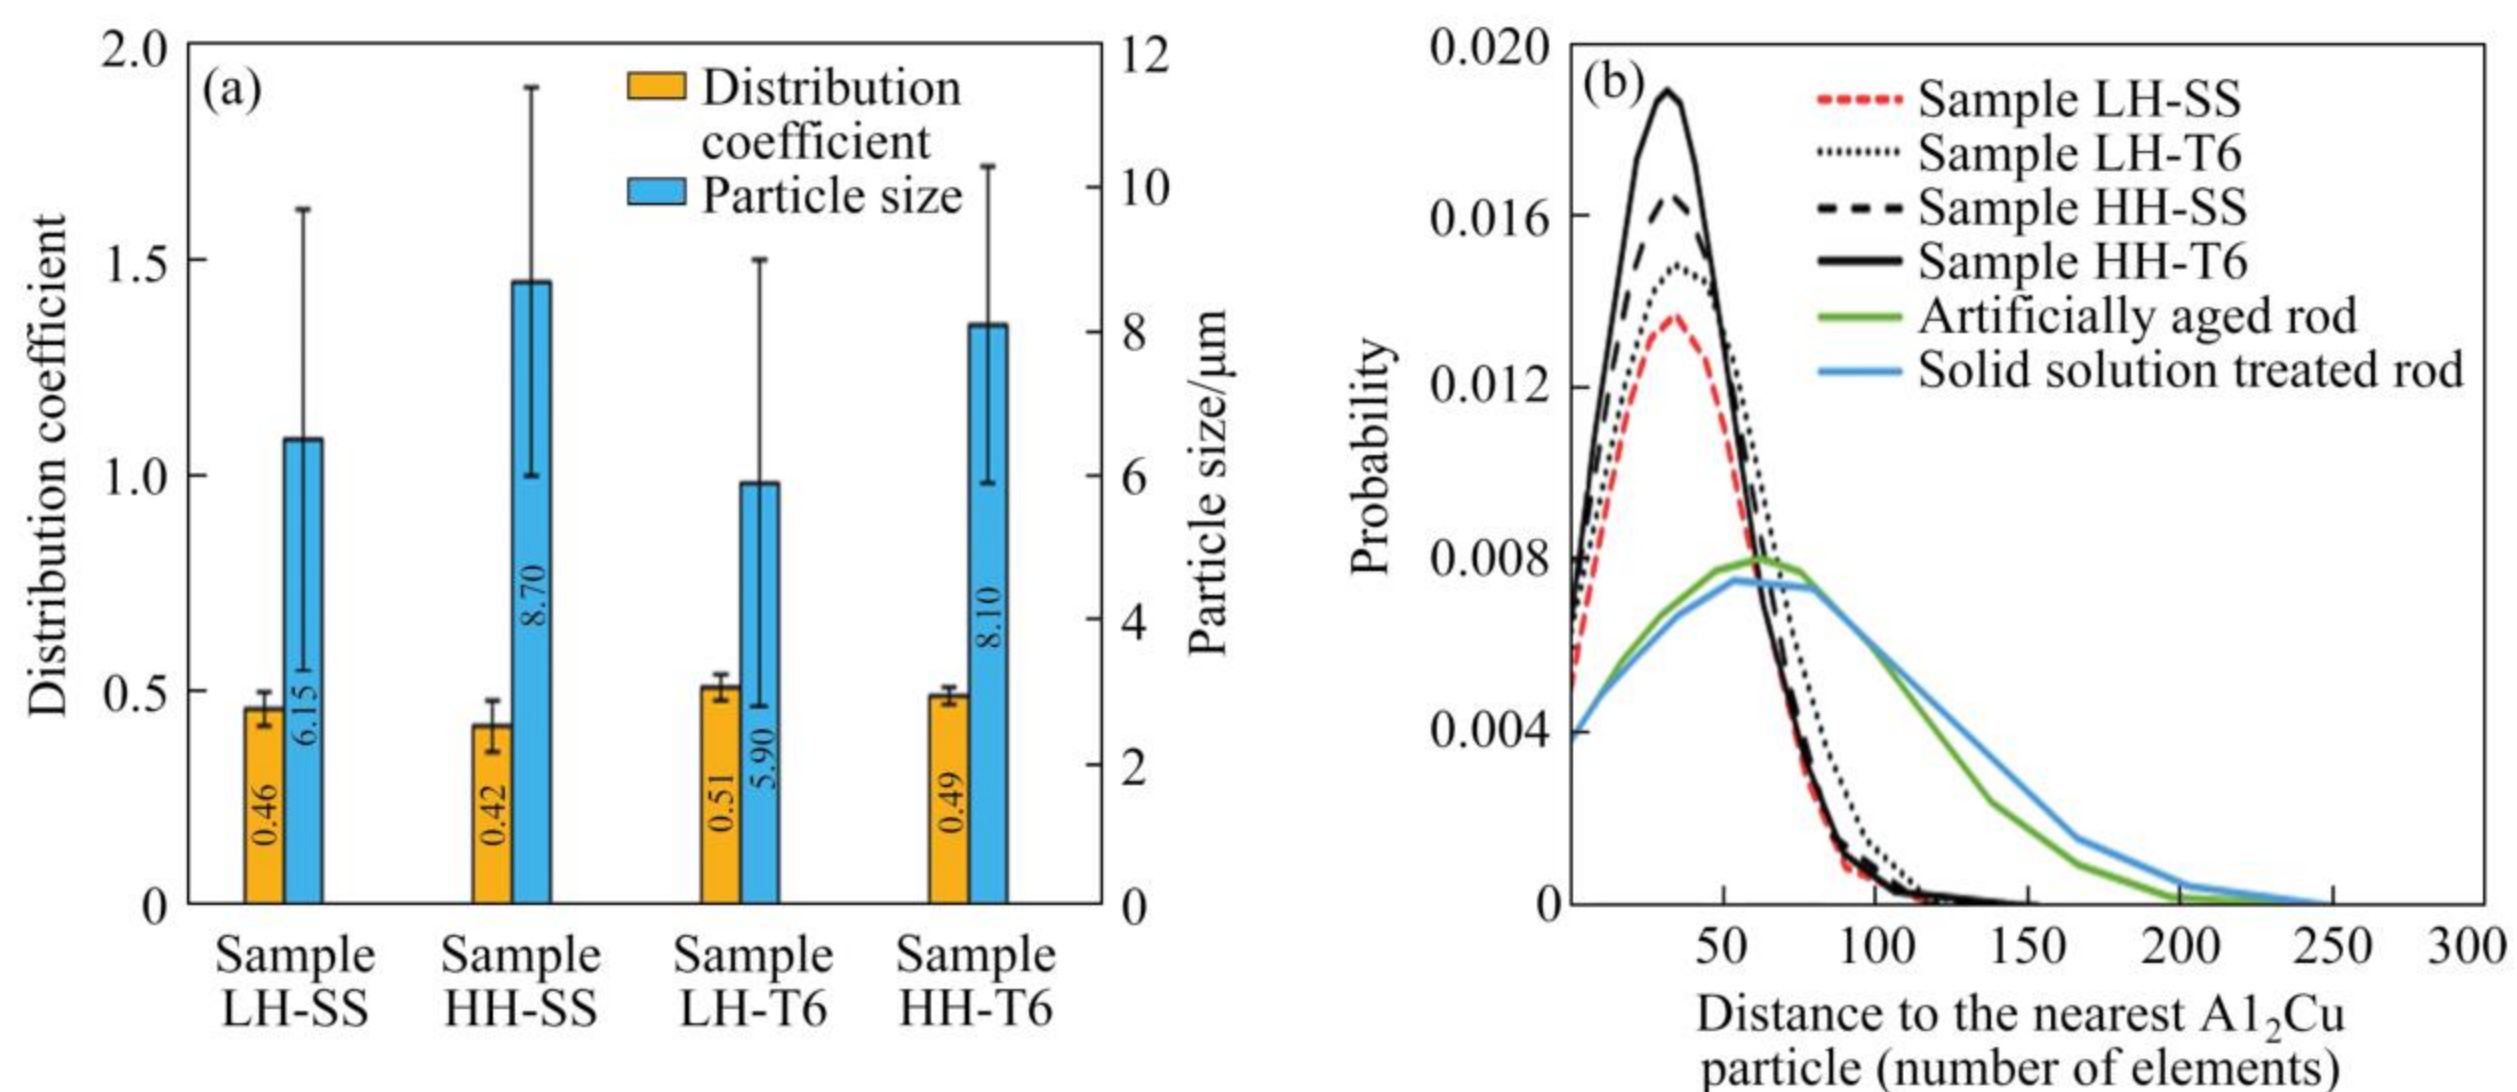 (a)
Distribution
coefficient
Particle size
Distribution coefficient
2.0
1.5
1.0
0.5
0
12
10
8
6
4
2
0
Particle size/μm
0.46
6.15
0.42
8.70
0.51
5.90
0.49
8.10
Sample
LH-SS
Sample
HH-SS
Sample
LH-T6
Sample
HH-T6
(b)
Sample LH-SS
Sample LH-T6
Sample HH-SS
Sample HH-T6
Artificially aged rod
Solid solution treated rod
Probability
0.020
0.016
0.012
0.008
0.004
0
50 100 150 200 250 300
Distance to the nearest Al₂Cu
particle (number of elements)